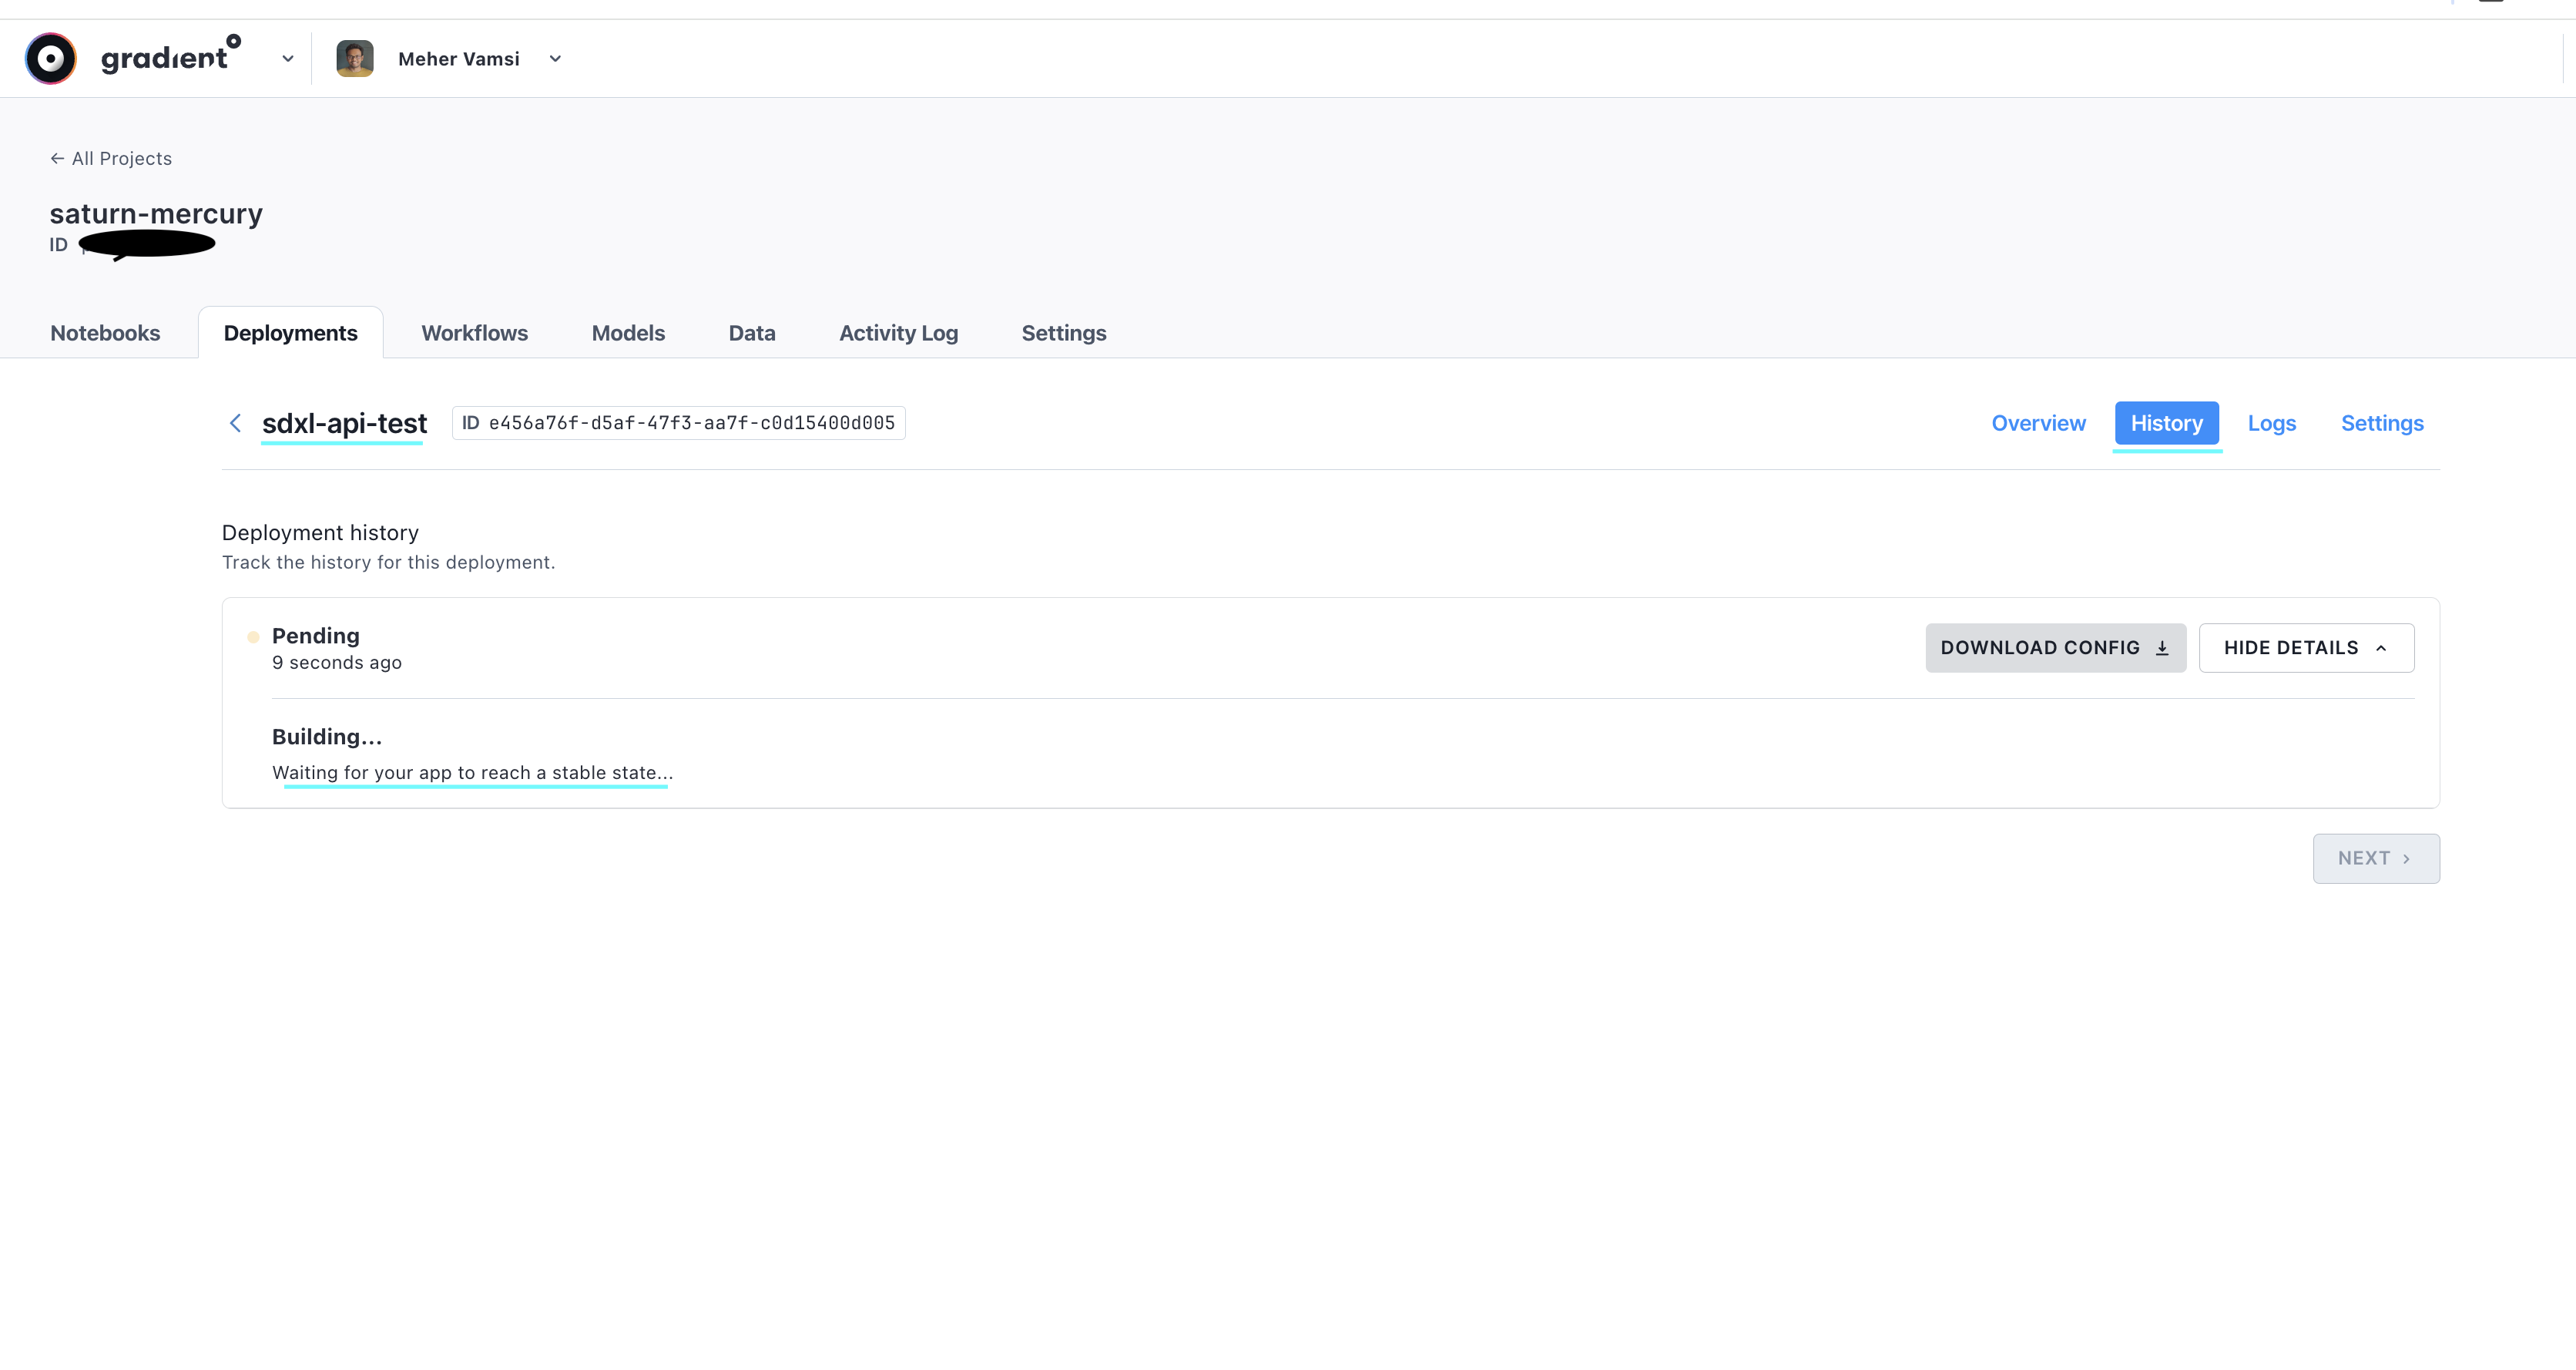 gradient
Meher Vamsi
← All Projects
saturn-mercury
ID
Notebooks
Deployments
Workflows
Models
Data
Activity Log
Settings
sdxl-api-test
ID e456a76f-d5af-47f3-aa7f-c0d15400d005
Overview
History
Logs
Settings
Deployment history
Track the history for this deployment.
Pending
9 seconds ago
DOWNLOAD CONFIG
HIDE DETAILS
Building...
Waiting for your app to reach a stable state...
NEXT